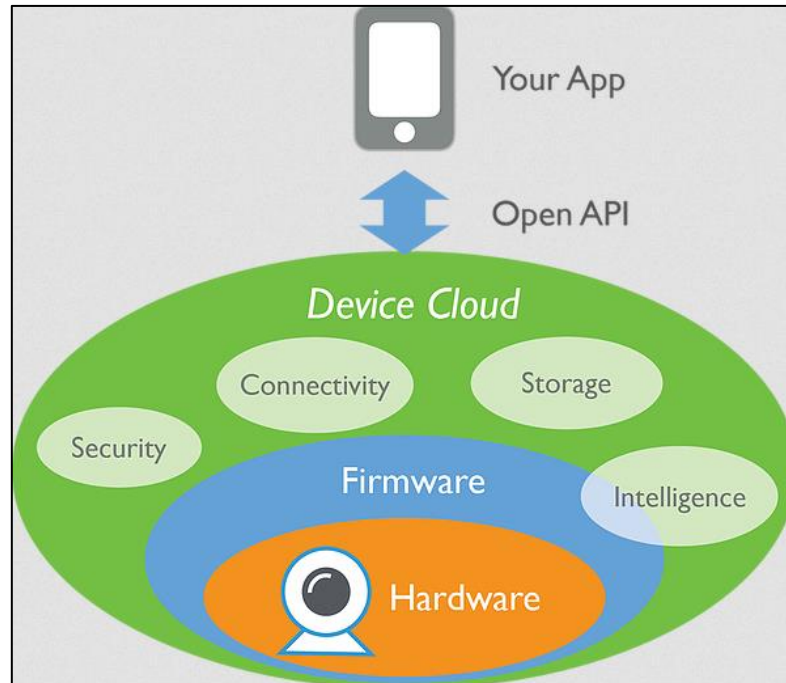 Your App
Open API
Device Cloud
Connectivity
Storage
Security
Firmware
Intelligence
Hardware